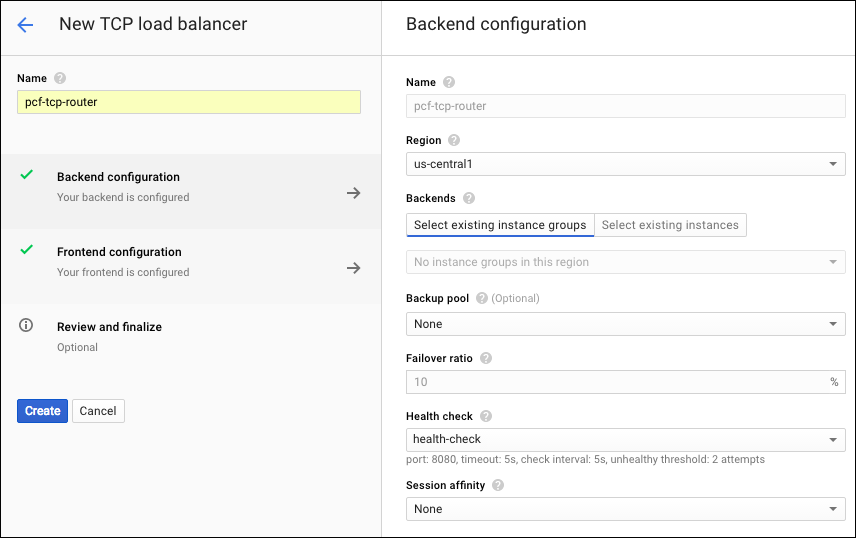 New TCP load balancer
Name
pcf-tcp-router
Backend configuration
Your backend is configured
Frontend configuration
Your frontend is configured
Review and finalize
Optional
Create Cancel
Backend configuration
Name
pcf-tcp-router
Region
us-central1
Backends
Select existing instance groups Select existing instances
No instance groups in this region
Backup pool (Optional)
None
Failover ratio
10 %
Health check
health-check
port: 8080, timeout: 5s, check interval: 5s, unhealthy threshold: 2 attempts
Session affinity
None